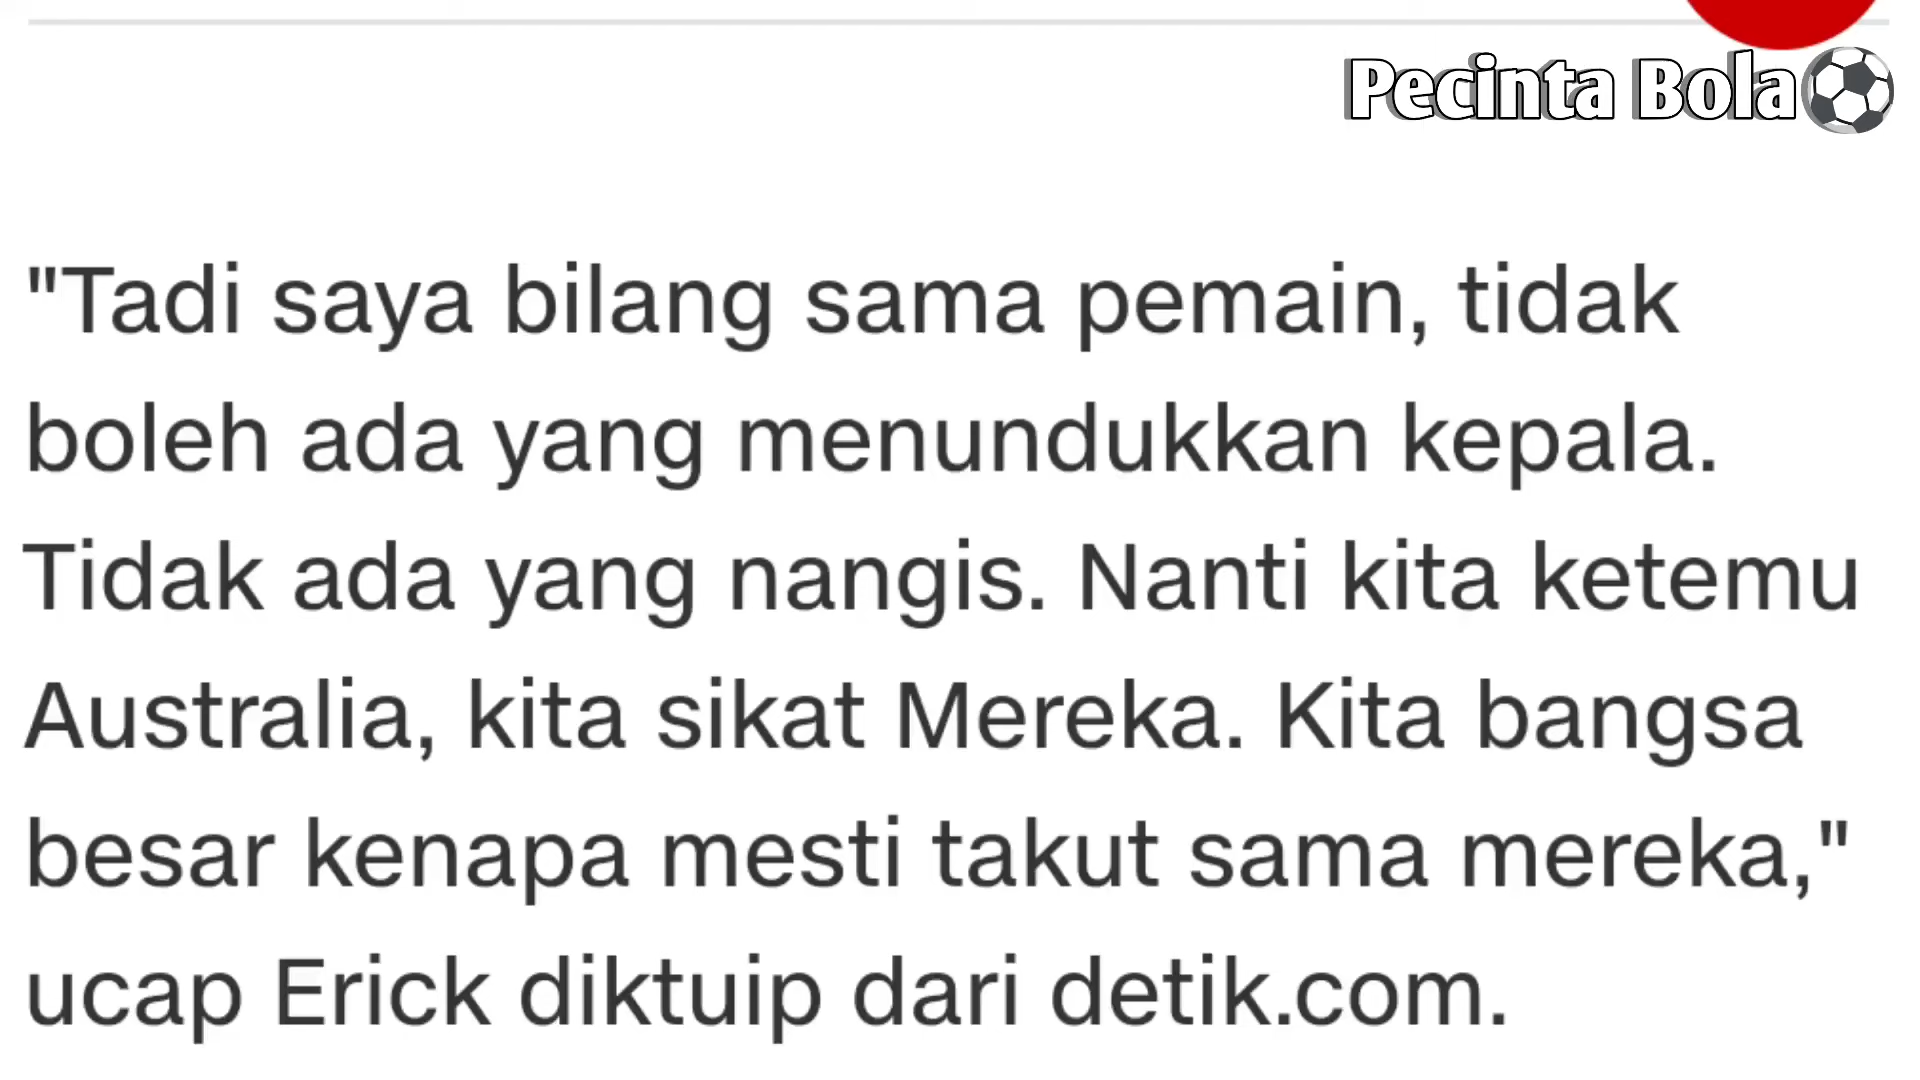 Pecinta Bola
"Tadi saya bilang sama pemain, tidak
boleh ada yang menundukkan kepala.
Tidak ada yang nangis. Nanti kita ketemu
Australia, kita sikat Mereka. Kita bangsa
besar kenapa mesti takut sama mereka,"
ucap Erick diktuip dari detik.com.